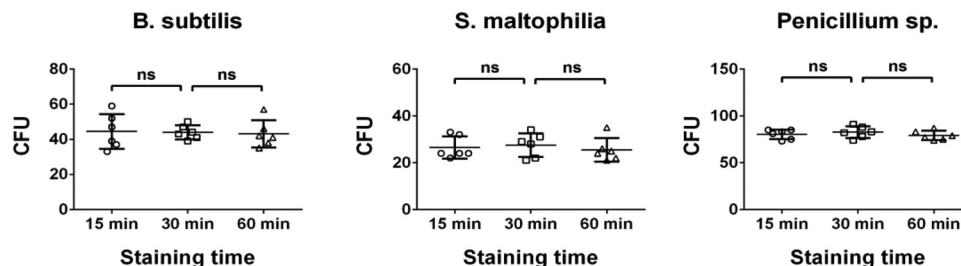 B. subtilis
ns
ns
80
60
40
20
0
CFU
15 min
30 min
60 min
Staining time
S. maltophilia
ns
ns
60
40
20
0
CFU
15 min
30 min
60 min
Staining time
Penicillium sp.
ns
ns
150
100
50
0
CFU
15 min
30 min
60 min
Staining time